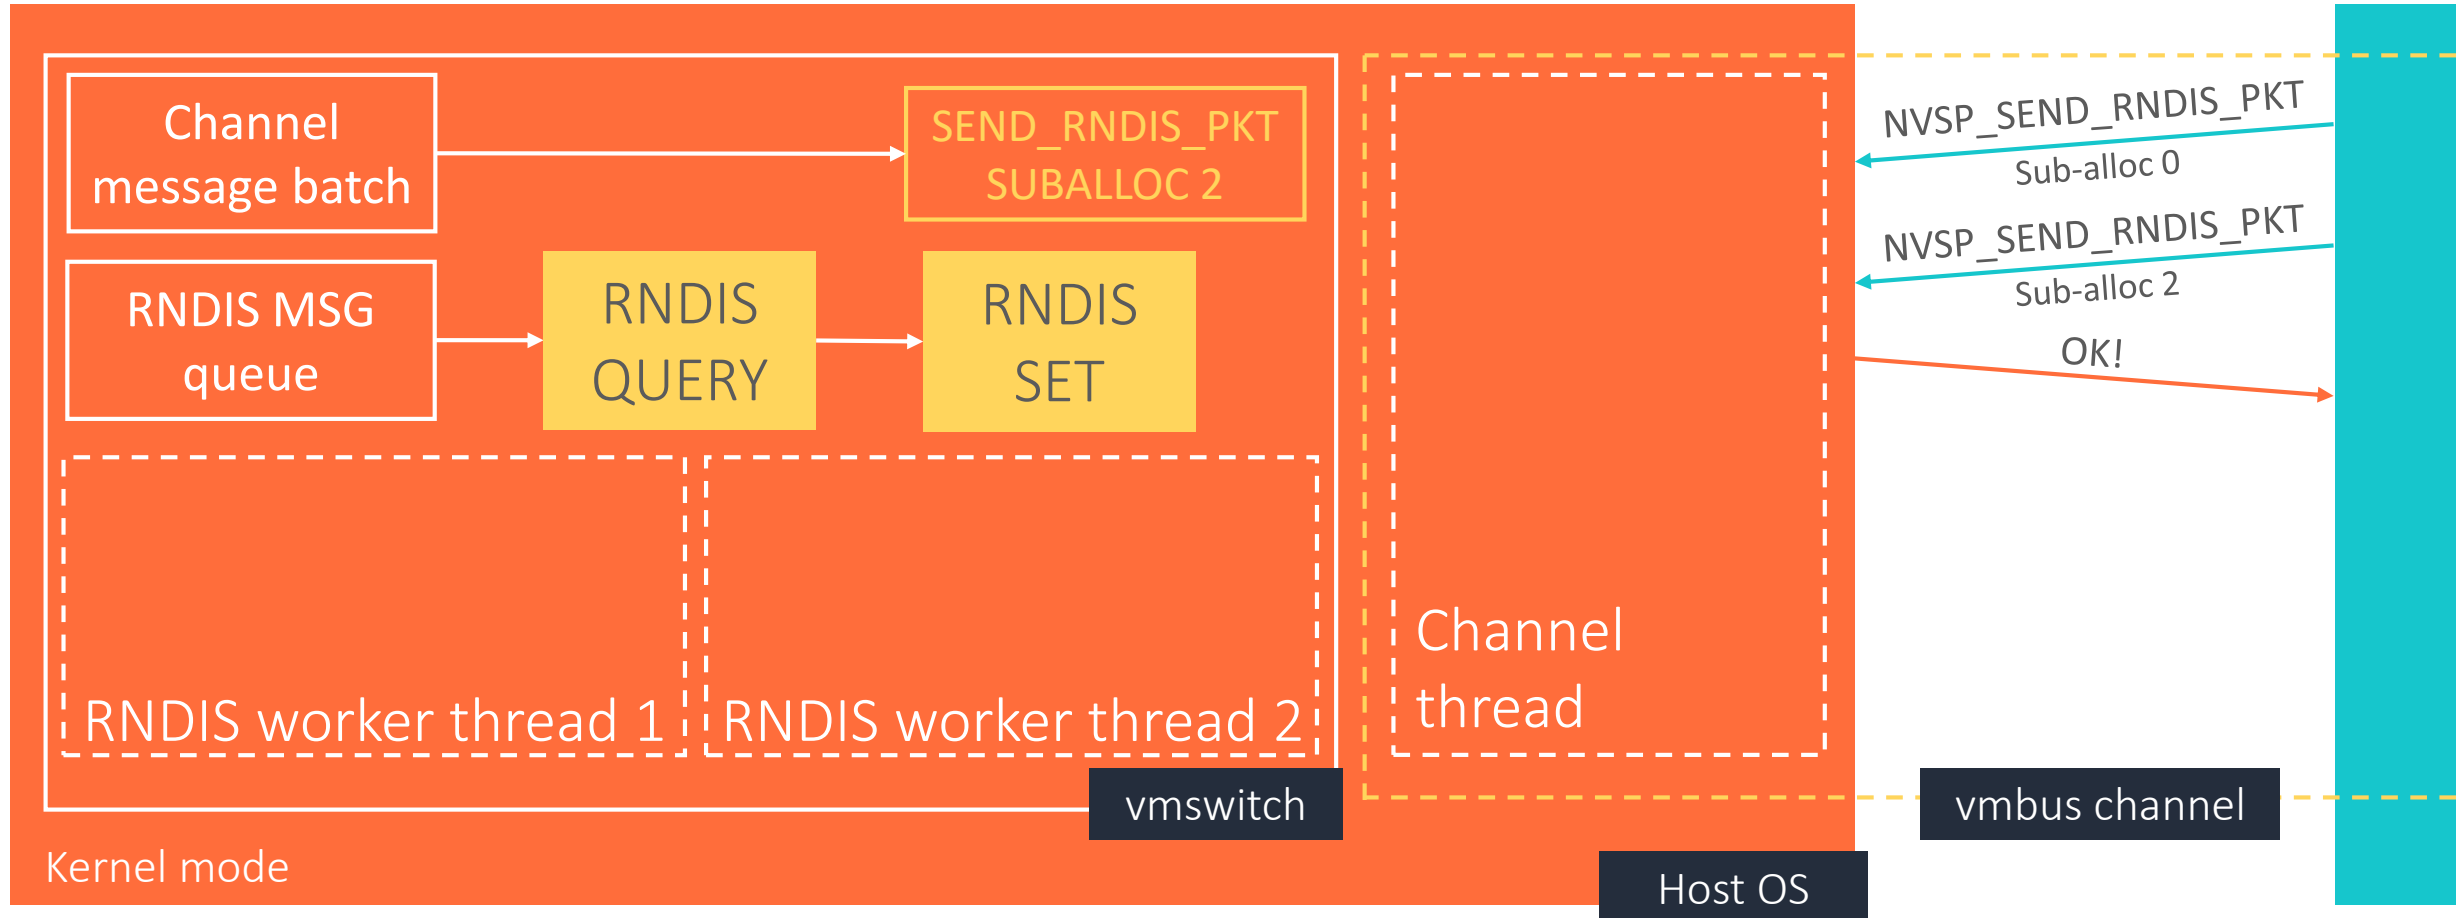 Channel
message batch
SEND_RNDIS_PKT
SUBALLOC 2
RNDIS MSG
queue
RNDIS
QUERY
RNDIS
SET
RNDIS worker thread 1
RNDIS worker thread 2
vmswitch
Kernel mode
Channel
thread
Host OS
NVSP_SEND_RNDIS_PKT
Sub-alloc 0
NVSP_SEND_RNDIS_PKT
Sub-alloc 2
OK!
vmbus channel